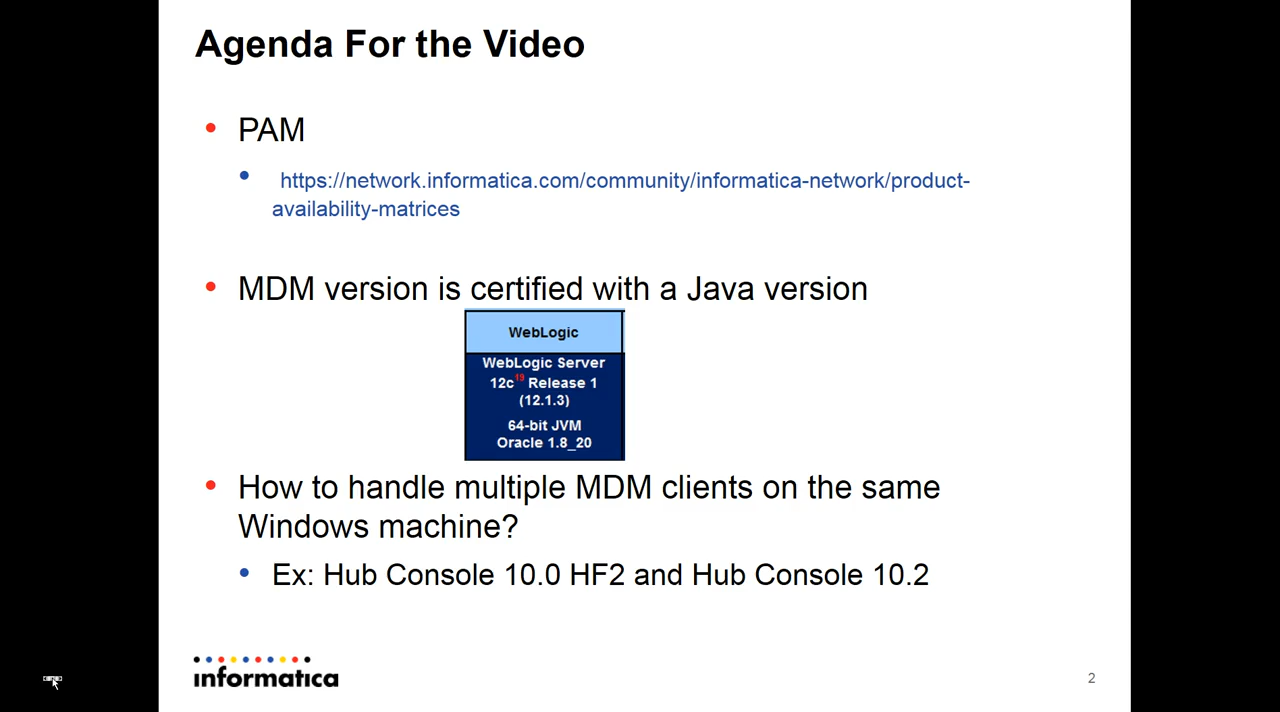 Agenda For the Video
PAM
https://network.informatica.com/community/informatica-network/product-
availability-matrices
MDM version is certified with a Java version
WebLogic
WebLogic Server
12c19 Release 1
(12.1.3)
64-bit JVM
Oracle 1.8_20
How to handle multiple MDM clients on the same
Windows machine?
Ex: Hub Console 10.0 HF2 and Hub Console 10.2
informatica
2